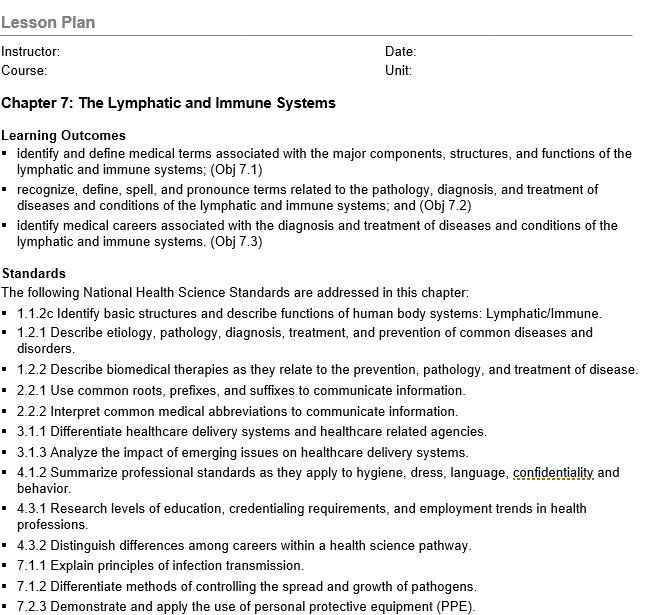 Lesson Plan
Instructor: Date:
Course: Unit:
Chapter 7: The Lymphatic and Immune Systems
Learning Outcomes
▪ identify and define medical terms associated with the major components, structures, and functions of the
lymphatic and immune systems; (Obj 7.1)
▪ recognize, define, spell, and pronounce terms related to the pathology, diagnosis, and treatment of
diseases and conditions of the lymphatic and immune systems; and (Obj 7.2)
▪ identify medical careers associated with the diagnosis and treatment of diseases and conditions of the
lymphatic and immune systems. (Obj 7.3)
Standards
The following National Health Science Standards are addressed in this chapter:
▪ 1.1.2c Identify basic structures and describe functions of human body systems: Lymphatic/Immune.
▪ 1.2.1 Describe etiology, pathology, diagnosis, treatment, and prevention of common diseases and
disorders.
▪ 1.2.2 Describe biomedical therapies as they relate to the prevention, pathology, and treatment of disease.
▪ 2.2.1 Use common roots, prefixes, and suffixes to communicate information.
▪ 2.2.2 Interpret common medical abbreviations to communicate information.
▪ 3.1.1 Differentiate healthcare delivery systems and healthcare related agencies.
▪ 3.1.3 Analyze the impact of emerging issues on healthcare delivery systems.
▪ 4.1.2 Summarize professional standards as they apply to hygiene, dress, language, confidentiality and
behavior.
▪ 4.3.1 Research levels of education, credentialing requirements, and employment trends in health
professions.
▪ 4.3.2 Distinguish differences among careers within a health science pathway.
▪ 7.1.1 Explain principles of infection transmission.
▪ 7.1.2 Differentiate methods of controlling the spread and growth of pathogens.
▪ 7.2.3 Demonstrate and apply the use of personal protective equipment (PPE).